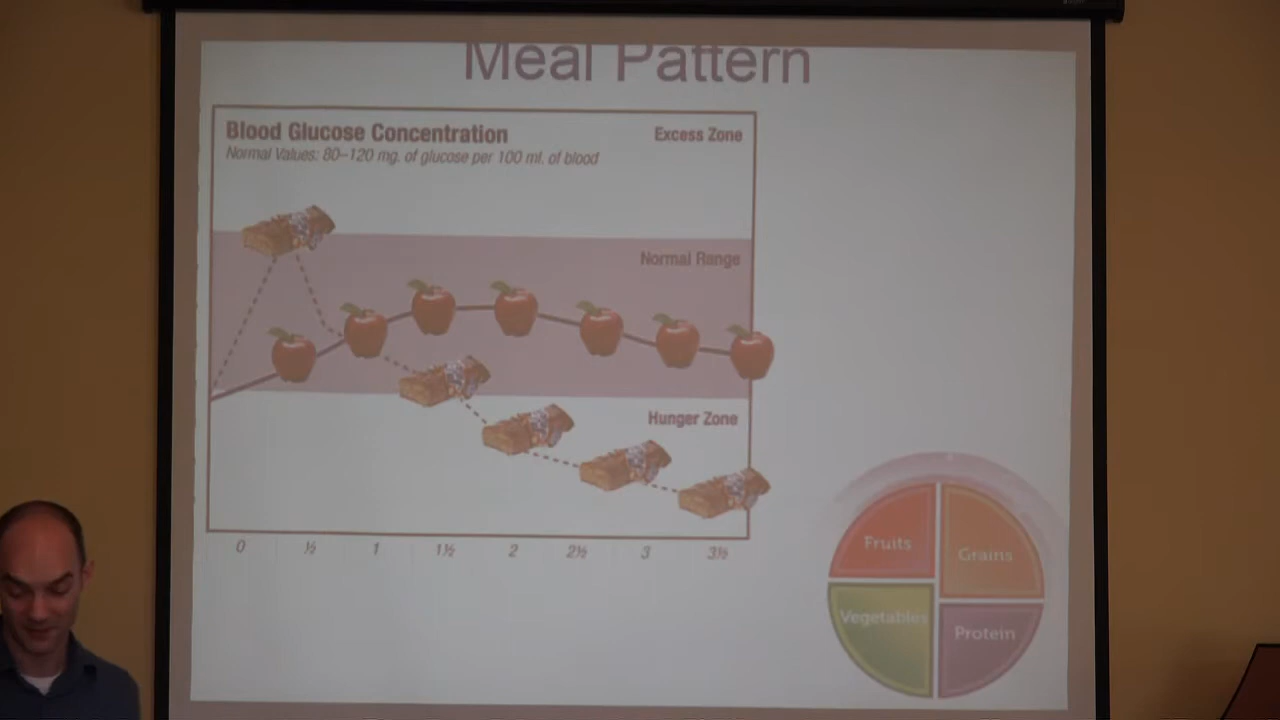 Meal Pattern
Blood Glucose Concentration
Excess Zone
Normal Values: 80–120 mg. of glucose per 100 ml. of blood
Normal Range
Hunger Zone
0 ½ 1 1½ 2 2½ 3 3½
Fruits
Grains
Vegetables
Protein